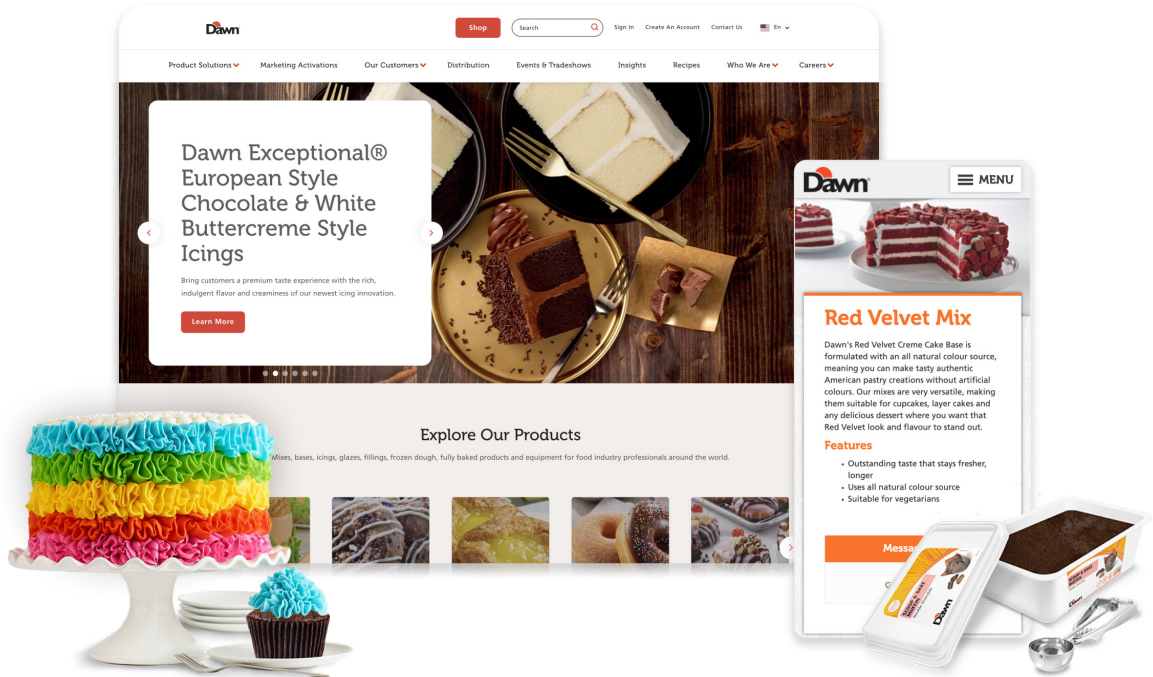 Dawn
Shop
Search
Sign In
Create An Account
Contact Us
En
Product Solutions
Marketing Activations
Our Customers
Distribution
Events & Tradeshows
Insights
Recipes
Who We Are
Careers
Dawn Exceptional®
European Style
Chocolate & White
Buttercreme Style
Icings
Bring customers a premium taste experience with the rich,
indulgent flavor and creaminess of our newest icing innovation.
Learn More
Explore Our Products
Mixes, bases, icings, glazes, fillings, frozen dough, fully baked products and equipment for food industry professionals around the world.
Dawn
MENU
Red Velvet Mix
Dawn's Red Velvet Creme Cake Base is
formulated with an all natural colour source,
meaning you can make tasty authentic
American pastry creations without artificial
colours. Our mixes are very versatile, making
them suitable for cupcakes, layer cakes and
any delicious dessert where you want that
Red Velvet look and flavour to stand out.
Features
• Outstanding taste that stays fresher,
longer
• Uses all natural colour source
• Suitable for vegetarians
Messa
SCOOP & BAKE
MUFFIN
Dawn
SCOOP & BAKE
MUFFIN
Dawn